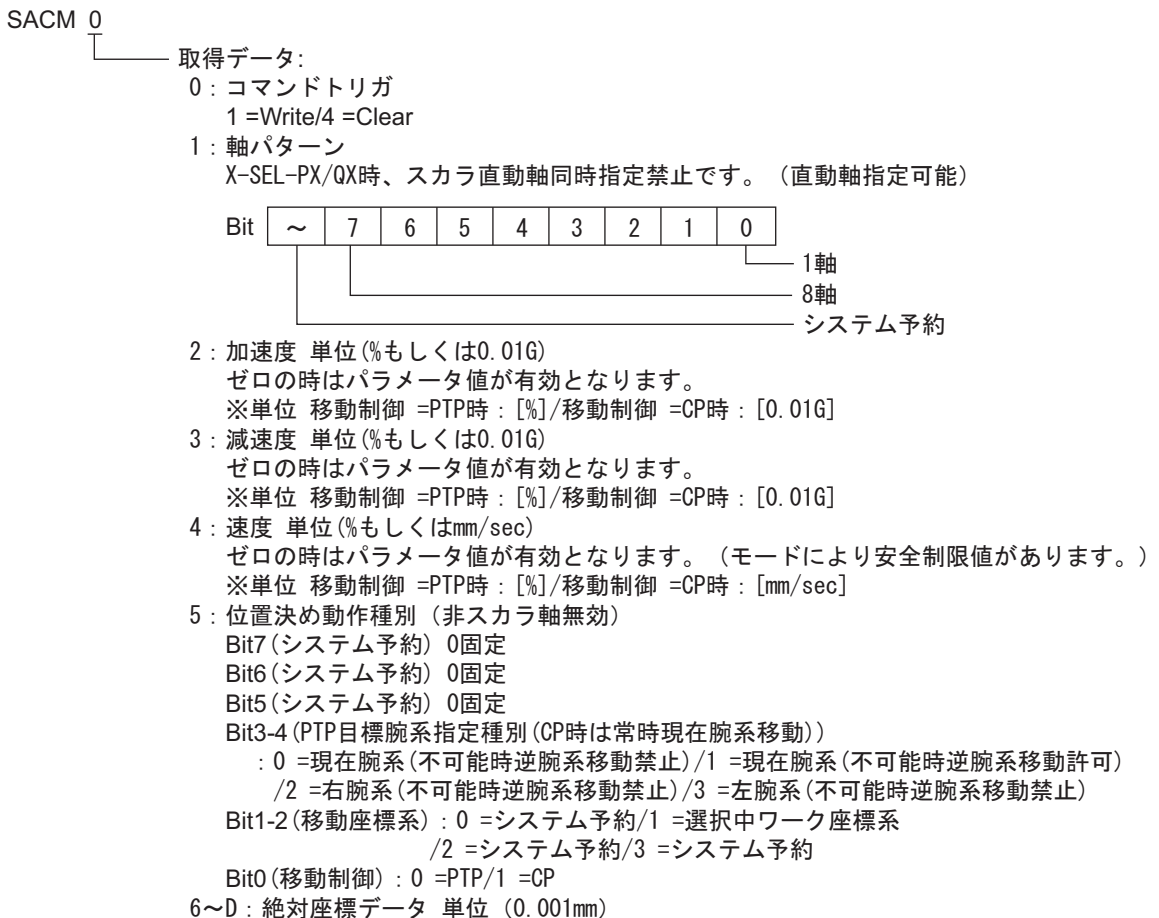 SACM 0
取得データ:
0：コマンドトリガ
1 =Write/4 =Clear
1：軸パターン
X-SEL-PX/QX時、スカラ直動軸同時指定禁止です。（直動軸指定可能）
Bit ～ 7 6 5 4 3 2 1 0
1軸
8軸
システム予約
2：加速度 単位(%もしくは0.01G)
ゼロの時はパラメータ値が有効となります。
※単位 移動制御 =PTP時：[%]/移動制御 =CP時：[0.01G]
3：減速度 単位(%もしくは0.01G)
ゼロの時はパラメータ値が有効となります。
※単位 移動制御 =PTP時：[%]/移動制御 =CP時：[0.01G]
4：速度 単位(%もしくはmm/sec)
ゼロの時はパラメータ値が有効となります。（モードにより安全制限値があります。）
※単位 移動制御 =PTP時：[%]/移動制御 =CP時：[mm/sec]
5：位置決め動作種別（非スカラ軸無効）
Bit7(システム予約) 0固定
Bit6(システム予約) 0固定
Bit5(システム予約) 0固定
Bit3-4(PTP目標腕系指定種別(CP時は常時現在腕系移動))
：0 =現在腕系(不可能時逆腕系移動禁止)/1 =現在腕系(不可能時逆腕系移動許可)
/2 =右腕系(不可能時逆腕系移動禁止)/3 =左腕系(不可能時逆腕系移動禁止)
Bit1-2(移動座標系)：0 =システム予約/1 =選択中ワーク座標系
/2 =システム予約/3 =システム予約
Bit0(移動制御)：0 =PTP/1 =CP
6～D：絶対座標データ 単位 (0.001mm)